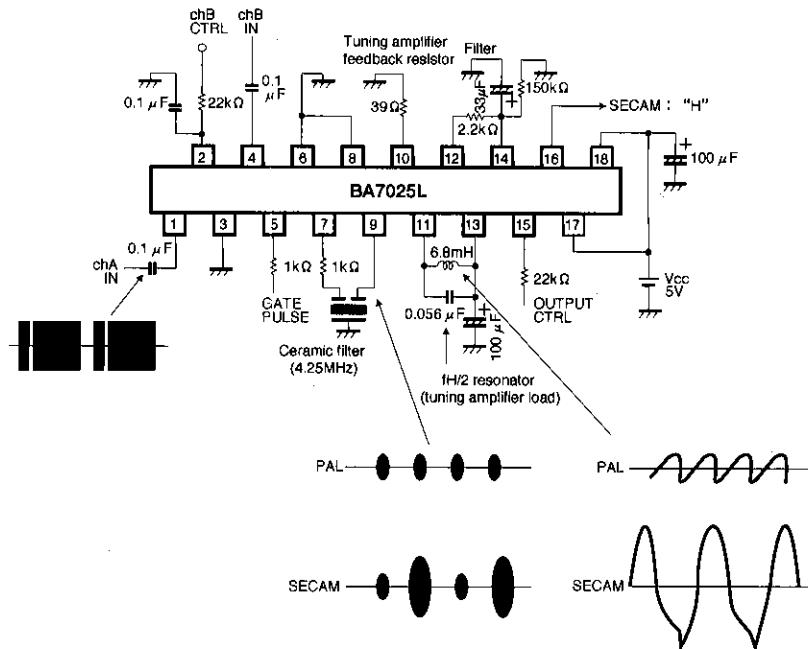 chB
CTRL
chB
IN
0.1 μF
22kΩ
0.1
μF
Tuning amplifier
feedback resistor
39Ω
Filter
33μF
+
150kΩ
2.2kΩ
SECAM : "H"
+
100 μF
2
4
6
8
10
12
14
16
18
BA7025L
1
3
5
7
9
11
13
15
17
0.1 μF
chA
IN
1kΩ
GATE
PULSE
1kΩ
Ceramic filter
(4.25MHz)
6.8mH
0.056 μF
+
100 μF
22kΩ
OUTPUT
CTRL
Vcc
5V
fH/2 resonator
(tuning amplifier load)
PAL
PAL
SECAM
SECAM